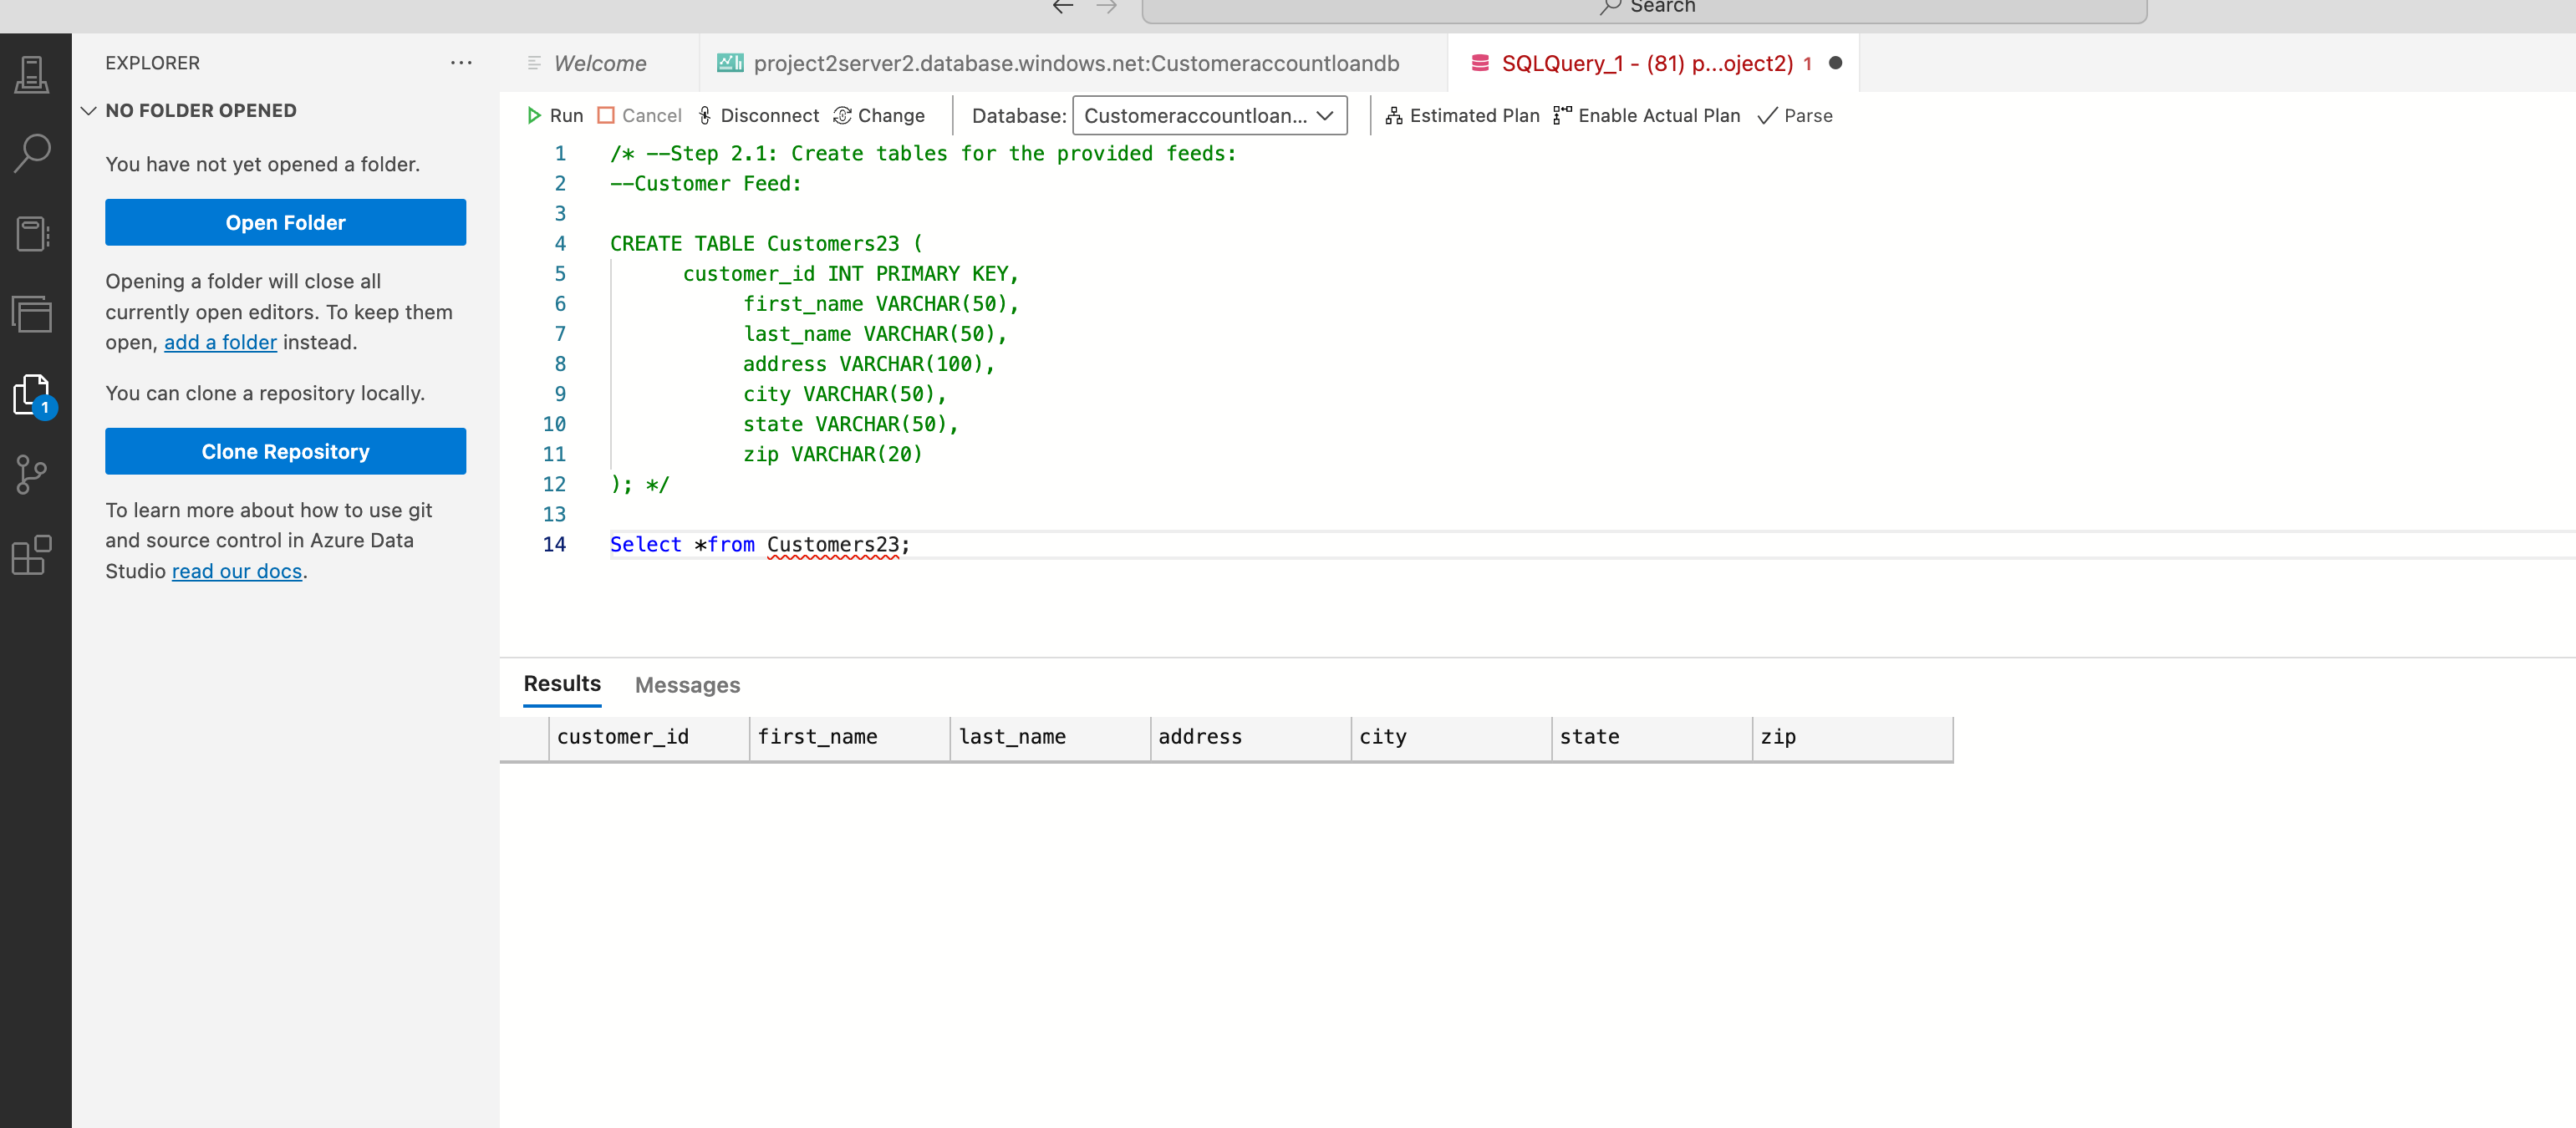 Search
EXPLORER
NO FOLDER OPENED
You have not yet opened a folder.
Open Folder
Opening a folder will close all
currently open editors. To keep them
open, add a folder instead.
You can clone a repository locally.
Clone Repository
To learn more about how to use git
and source control in Azure Data
Studio read our docs.
1
Welcome
project2server2.database.windows.net:Customeraccountloandb
SQLQuery_1 - (81) p...oject2) 1
Run Cancel Disconnect Change Database: Customeraccountloan... Estimated Plan Enable Actual Plan Parse
1 /* --Step 2.1: Create tables for the provided feeds:
2 --Customer Feed:
3
4 CREATE TABLE Customers23 (
5 customer_id INT PRIMARY KEY,
6 first_name VARCHAR(50),
7 last_name VARCHAR(50),
8 address VARCHAR(100),
9 city VARCHAR(50),
10 state VARCHAR(50),
11 zip VARCHAR(20)
12 ); */
13
14 Select *from Customers23;
Results Messages
customer_id first_name last_name address city state zip